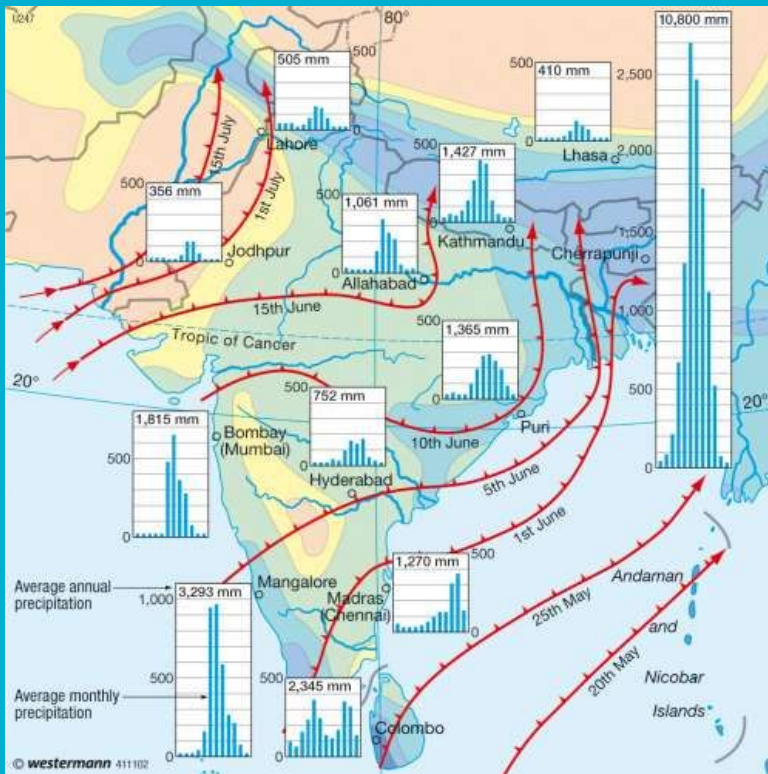 U247
80°
10,800 mm
2,500
2,000
1,500
1,000
500
0
505 mm
500
0
Lahore
500
410 mm
0
Lhasa
15th July
1st July
500
1,427 mm
0
Kathmandu
500
356 mm
0
Jodhpur
500
1,061 mm
0
Allahabad
Cherrapunji
15th June
Tropic of Cancer
20°
20°
500
1,365 mm
0
Puri
500
752 mm
0
Hyderabad
10th June
1,815 mm
500
0
Bombay
(Mumbai)
5th June
1st June
Average annual
precipitation
1,000
3,293 mm
500
0
Mangalore
Madras
(Chennai)
500
1,270 mm
0
25th May
20th May
Andaman
and
Nicobar
Islands
Average monthly
precipitation
500
2,345 mm
0
Colombo
© westermann 411102